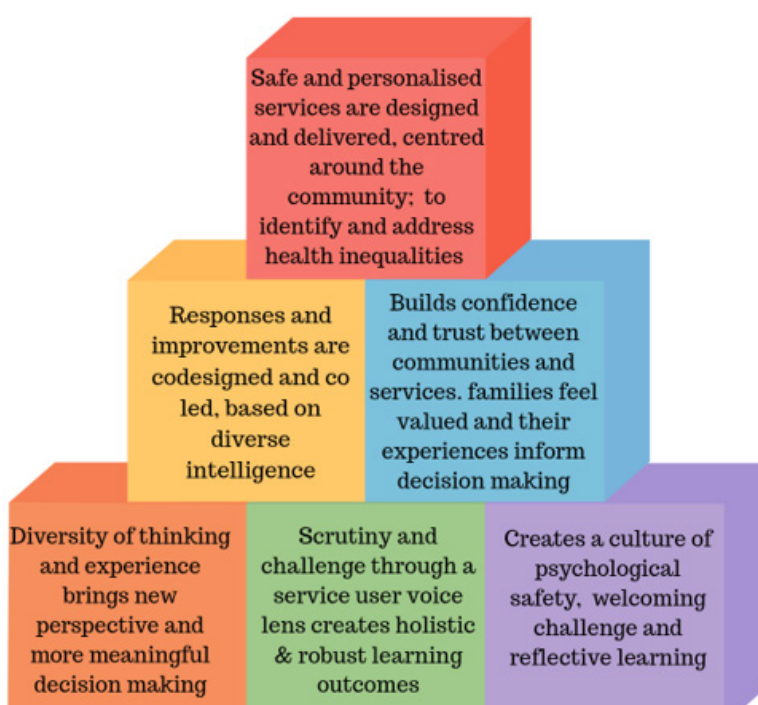 Safe and personalised
services are designed
and delivered, centred
around the
community;  to
identify and address
health inequalities
Responses and
improvements are
codesigned and co
led, based on
diverse
intelligence
Builds confidence
and trust between
communities and
services. families feel
valued and their
experiences inform
decision making
Diversity of thinking
and experience
brings new
perspective and
more meaningful
decision making
Scrutiny and
challenge through a
service user voice
lens creates holistic
& robust learning
outcomes
Creates a culture of
psychological
safety,  welcoming
challenge and
reflective learning